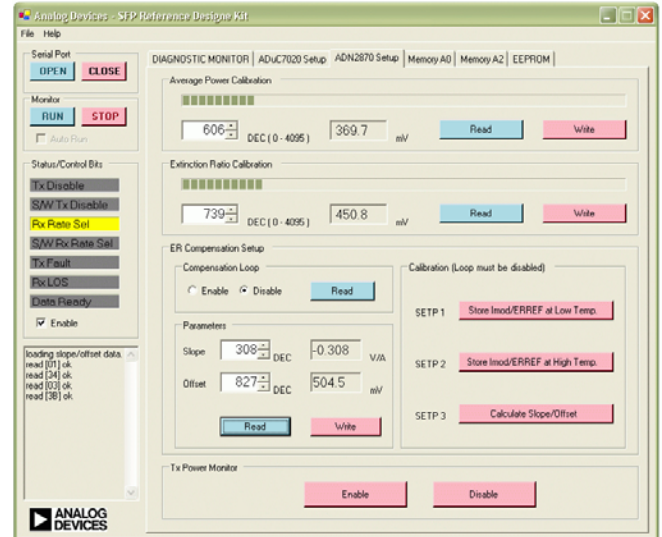 Analog Devices - SFP Reference Designe Kit
File Help
Serial Port
OPEN CLOSE
Monitor
RUN STOP
Auto Run
Status/Control Bits
Tx Disable
S/W Tx Disable
Rx Rate Sel
S/W Rx Rate Sel
Tx Fault
Rx LOS
Data Ready
Enable
loading slope/offset data.
read [01] ok.
read [34] ok.
read [03] ok.
read [3B] ok.
ANALOG
DEVICES
DIAGNOSTIC MONITOR ADuC7020 Setup ADN2870 Setup Memory A0 Memory A2 EEPROM
Average Power Calibration
606 DEC ( 0 - 4095 ) 369.7 mV Read Write
Extinction Ratio Calibration
739 DEC ( 0 - 4095 ) 450.8 mV Read Write
ER Compensation Setup
Compensation Loop
Enable Disable Read
Parameters
Slope 308 DEC -0.308 V/A
Offset 827 DEC 504.5 mV
Read Write
Calibration (Loop must be disabled)
SETP 1 Store Imod/ERREF at Low Temp.
SETP 2 Store Imod/ERREF at High Temp.
SETP 3 Calculate Slope/Offset
Tx Power Monitor
Enable Disable